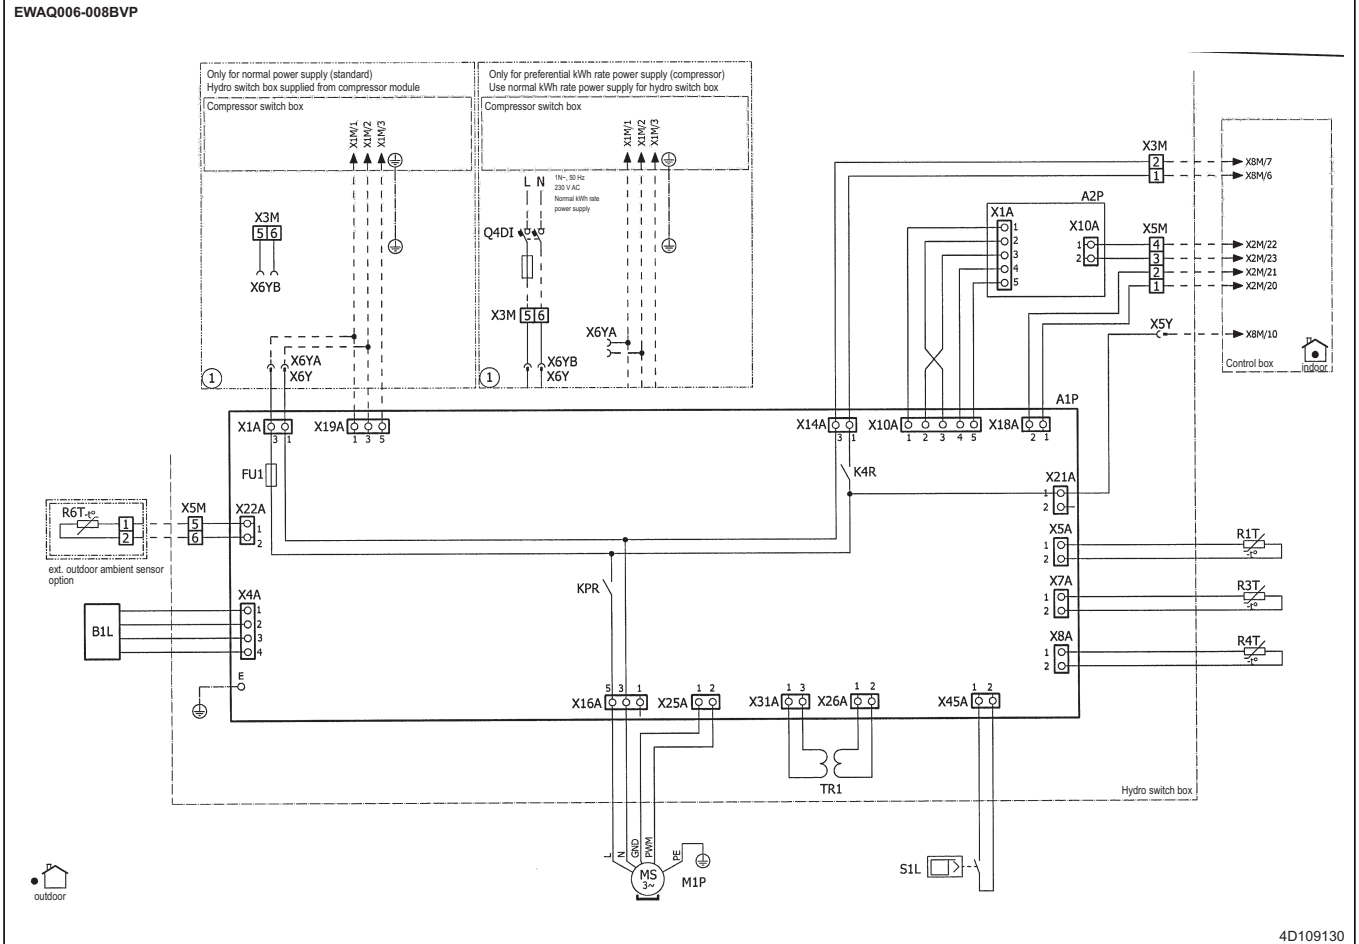 EWAQ006-008BVP
Only for normal power supply (standard)
Hydro switch box supplied from compressor module
Compressor switch box
X1M/1
X1M/2
X1M/3
X3M
5 6
X6YB
X6YA
X6Y
1
Only for preferential kWh rate power supply (compressor)
Use normal kWh rate power supply for hydro switch box
Compressor switch box
X1M/1
X1M/2
X1M/3
L N
1N~, 50 Hz
230 V AC
Normal kWh rate
power supply
Q4DI
X3M 5 6
X6YA
X6YB
X6Y
1
X3M
2
1
X8M/7
X8M/6
A2P
X1A
1
2
3
4
5
X10A
1
2
X5M
4
3
2
1
X2M/22
X2M/23
X2M/21
X2M/20
X5Y
X8M/10
Control box
indoor
A1P
X1A
3 1
X19A
1 3 5
X14A
3 1
X10A
1 2 3 4 5
X18A
2 1
FU1
K4R
X21A
1
2
R6T
-t°
1
2
X5M
5
6
X22A
1
2
ext. outdoor ambient sensor
option
X5A
1
2
R1T
-t°
X7A
1
2
R3T
-t°
X8A
1
2
R4T
-t°
KPR
B1L
X4A
1
2
3
4
E
X16A
5 3 1
X25A
1 2
X31A
1 3
X26A
1 2
X45A
1 2
TR1
Hydro switch box
L
N
GND
PWM
PE
MS
3~
M1P
S1L
outdoor
4D109130